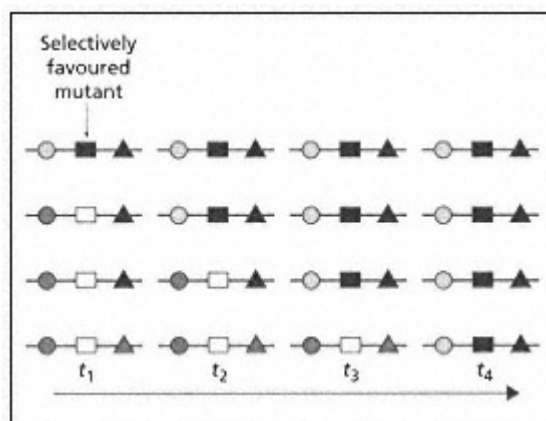 Selectively
favoured
mutant
t₁ t₂ t₃ t₄